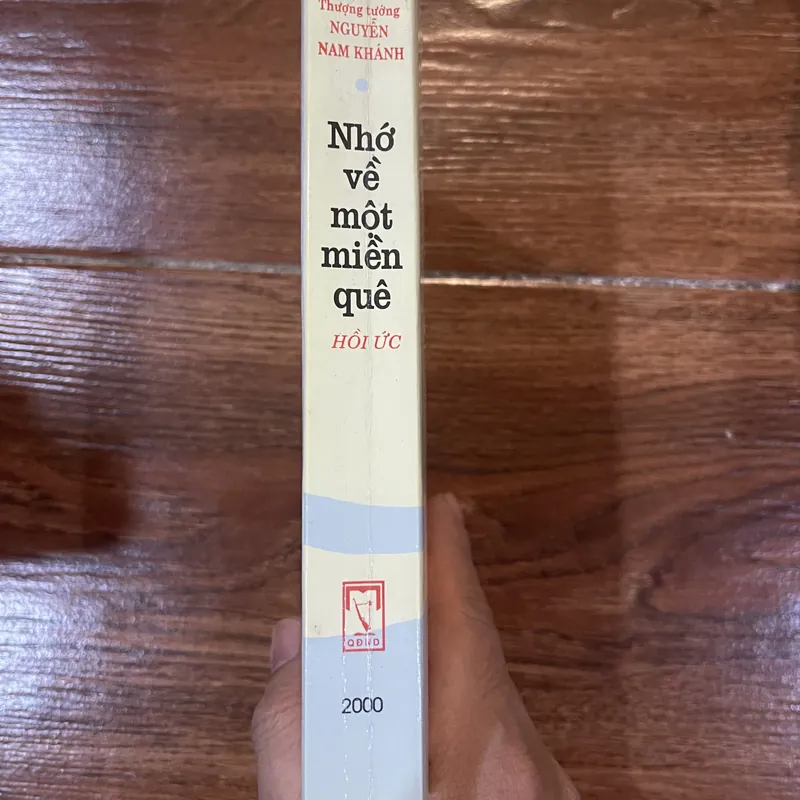 Thượng tướng
NGUYỄN
NAM KHÁNH
Nhớ
về
một
miền
quê
HỒI ỨC
QĐND
2000